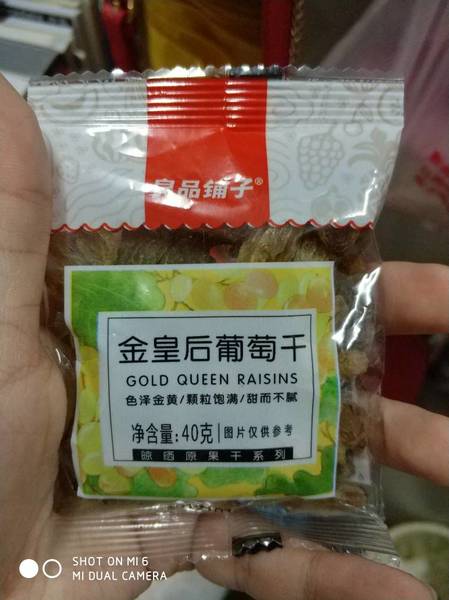 良品铺子®
金皇后葡萄干
GOLD QUEEN RAISINS
色泽金黄/颗粒饱满/甜而不腻
净含量:40克|图片仅供参考
晾晒原果干系列
SHOT ON MI 6
MI DUAL CAMERA